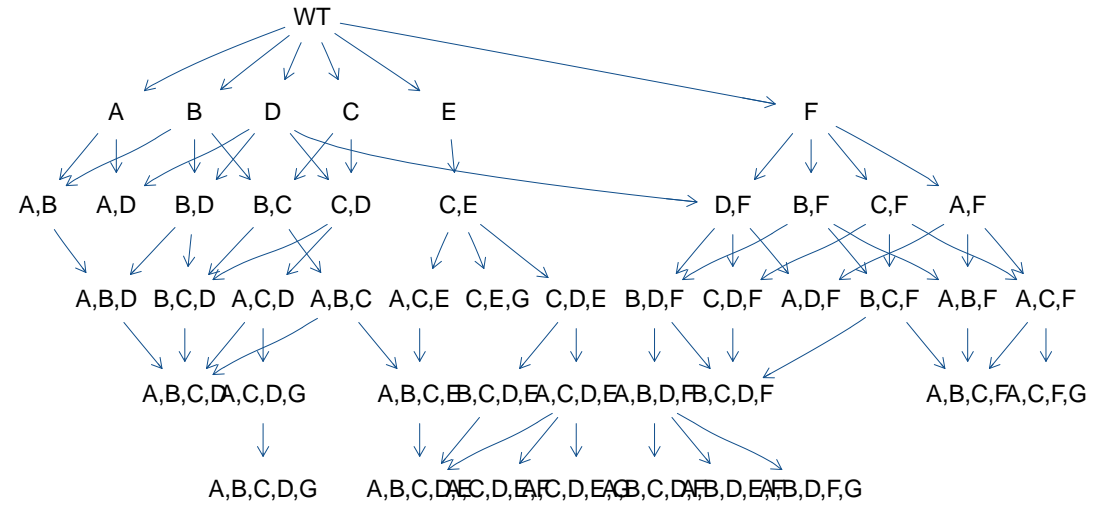 WT
A B D C E F
A,B A,D B,D B,C C,D C,E D,F B,F C,F A,F
A,B,D B,C,D A,C,D A,B,C A,C,E C,E,G C,D,E B,D,F C,D,F A,D,F B,C,F A,B,F A,C,F
A,B,C,D A,C,D,G A,B,C,E B,C,D,E A,C,D,E A,B,D,F B,C,D,F A,B,C,F A,C,F,G
A,B,C,D,G A,B,C,D,E A,C,D,E,F A,C,D,E,G A,B,C,D,F A,B,D,E,F A,B,D,F,G